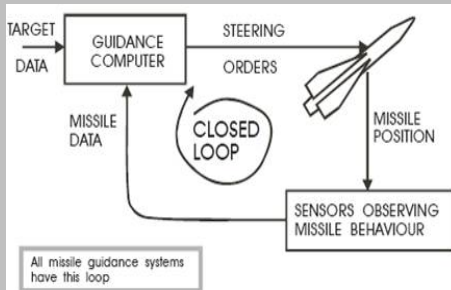 TARGET
DATA
GUIDANCE
COMPUTER
STEERING
ORDERS
MISSILE
DATA
CLOSED
LOOP
MISSILE
POSITION
SENSORS OBSERVING
MISSILE BEHAVIOUR
All missile guidance systems
have this loop